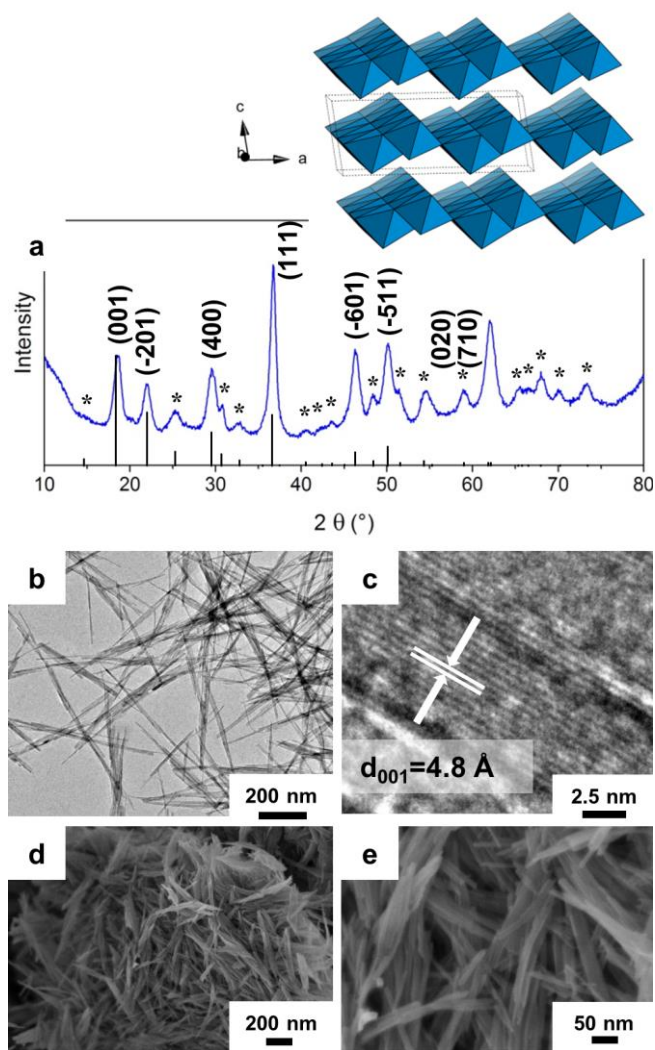 c
b
a
a
Intensity
(001)
(-201)
(400)
(111)
(-601)
(-511)
(020)
(710)
* * * * * * * * * * * * * * *
10 20 30 40 50 60 70 80
2 θ (°)
b
200 nm
c
d001=4.8 Å
2.5 nm
d
200 nm
e
50 nm